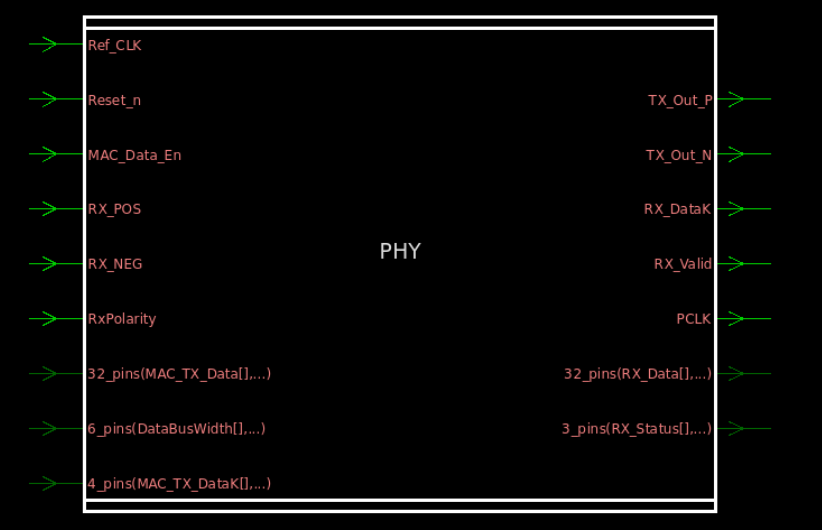 Ref_CLK
Reset_n
TX_Out_P
MAC_Data_En
TX_Out_N
RX_POS
RX_DataK
PHY
RX_NEG
RX_Valid
RxPolarity
PCLK
32_pins(MAC_TX_Data[],...)
32_pins(RX_Data[],...)
6_pins(DataBusWidth[],...)
3_pins(RX_Status[],...)
4_pins(MAC_TX_DataK[],...)